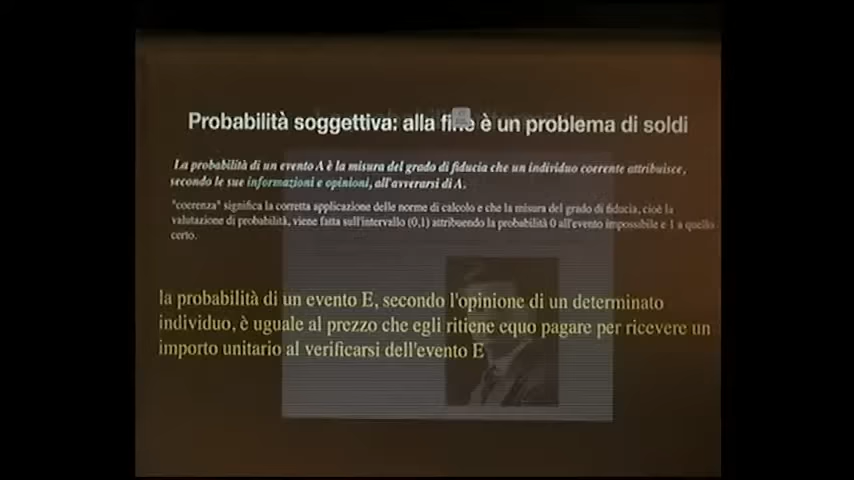 Probabilità soggettiva: alla fine è un problema di soldi
La probabilità di un evento A è la misura del grado di fiducia che un individuo coerente attribuisce,
secondo le sue informazioni e opinioni, all'avverarsi di A.
"coerenza" significa la corretta applicazione delle norme di calcolo e che la misura del grado di fiducia, cioè la
valutazione di probabilità, viene fatta sull'intervallo (0,1) attribuendo la probabilità 0 all'evento impossibile e 1 a quello
certo.
la probabilità di un evento E, secondo l'opinione di un determinato
individuo, è uguale al prezzo che egli ritiene equo pagare per ricevere un
importo unitario al verificarsi dell'evento E